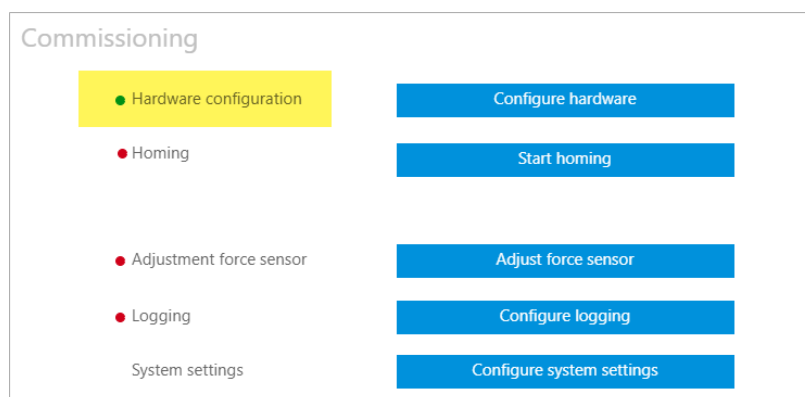 Commissioning
Hardware configuration
Configure hardware
Homing
Start homing
Adjustment force sensor
Adjust force sensor
Logging
Configure logging
System settings
Configure system settings